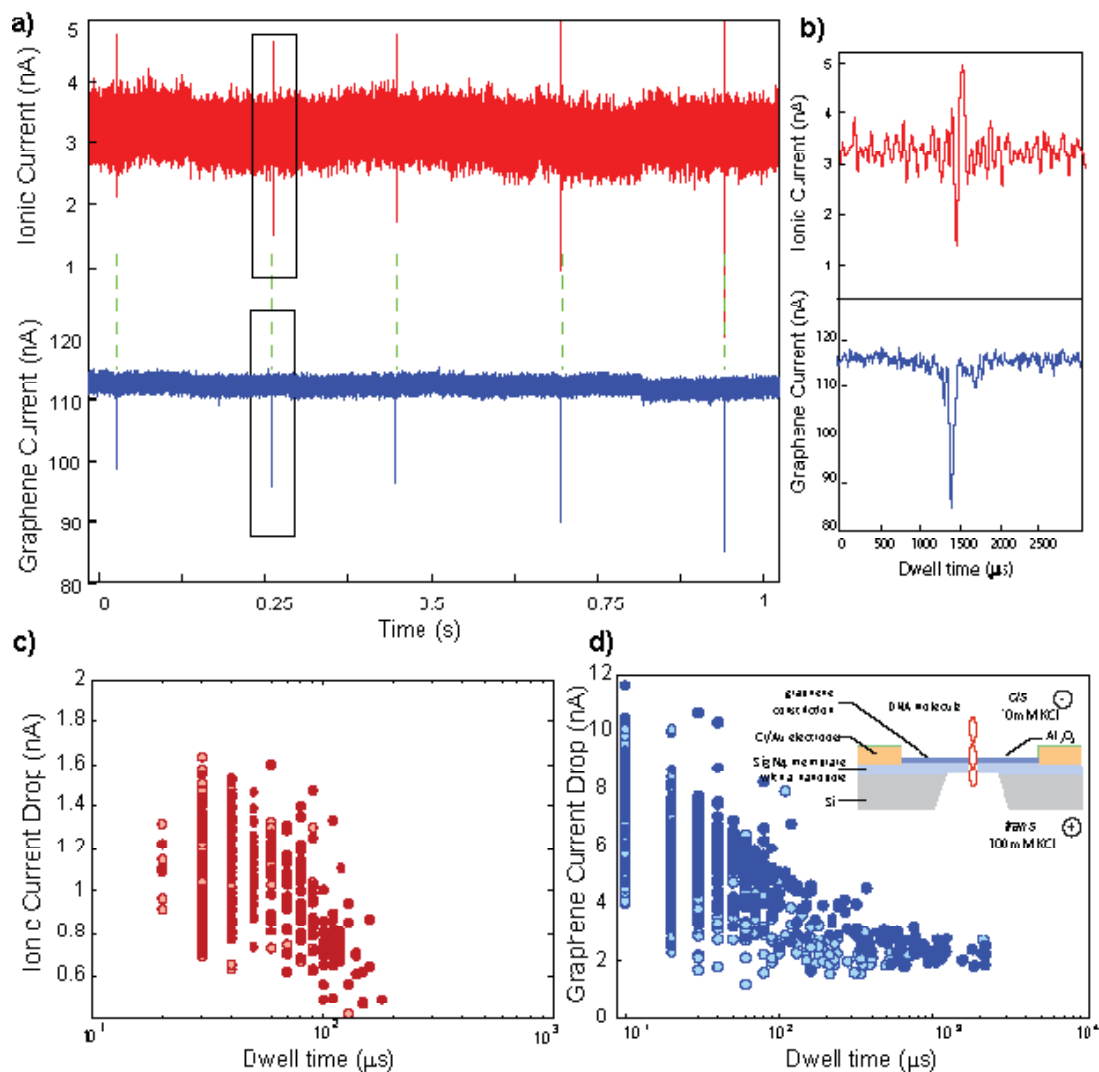 a)
b)
5
4
3
2
1
Ionic Current (nA)
120
110
100
90
80
Graphene Current (nA)
0
0.25
0.5
0.75
1
Time (s)
5
4
3
2
1
Ionic Current (nA)
120
110
100
90
80
Graphene Current (nA)
0
500
1000
1500
2000
2500
Dwell time (μs)
c)
d)
2
1.8
1.6
1.4
1.2
1
0.8
0.6
Ionic Current Drop (nA)
10¹
10²
10³
Dwell time (μs)
12
10
8
6
4
2
0
Graphene Current Drop (nA)
graphene
constriction
DNA molecule
cis
10mM KCl
Cr/Au electrodes
membrane
Si
trans
100mM KCl
10¹
10²
10³
10⁴
Dwell time (μs)